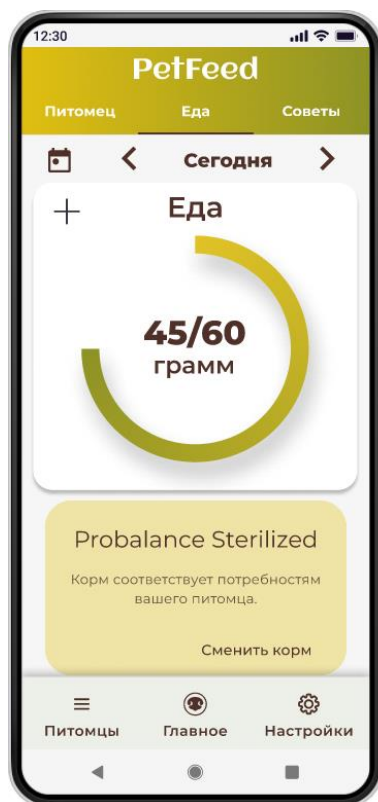 12:30
PetFeed
Питомец Еда Советы
Сегодня
Еда
45/60
грамм
Probalance Sterilized
Корм соответствует потребностям
вашего питомца.
Сменить корм
Питомцы Главное Настройки